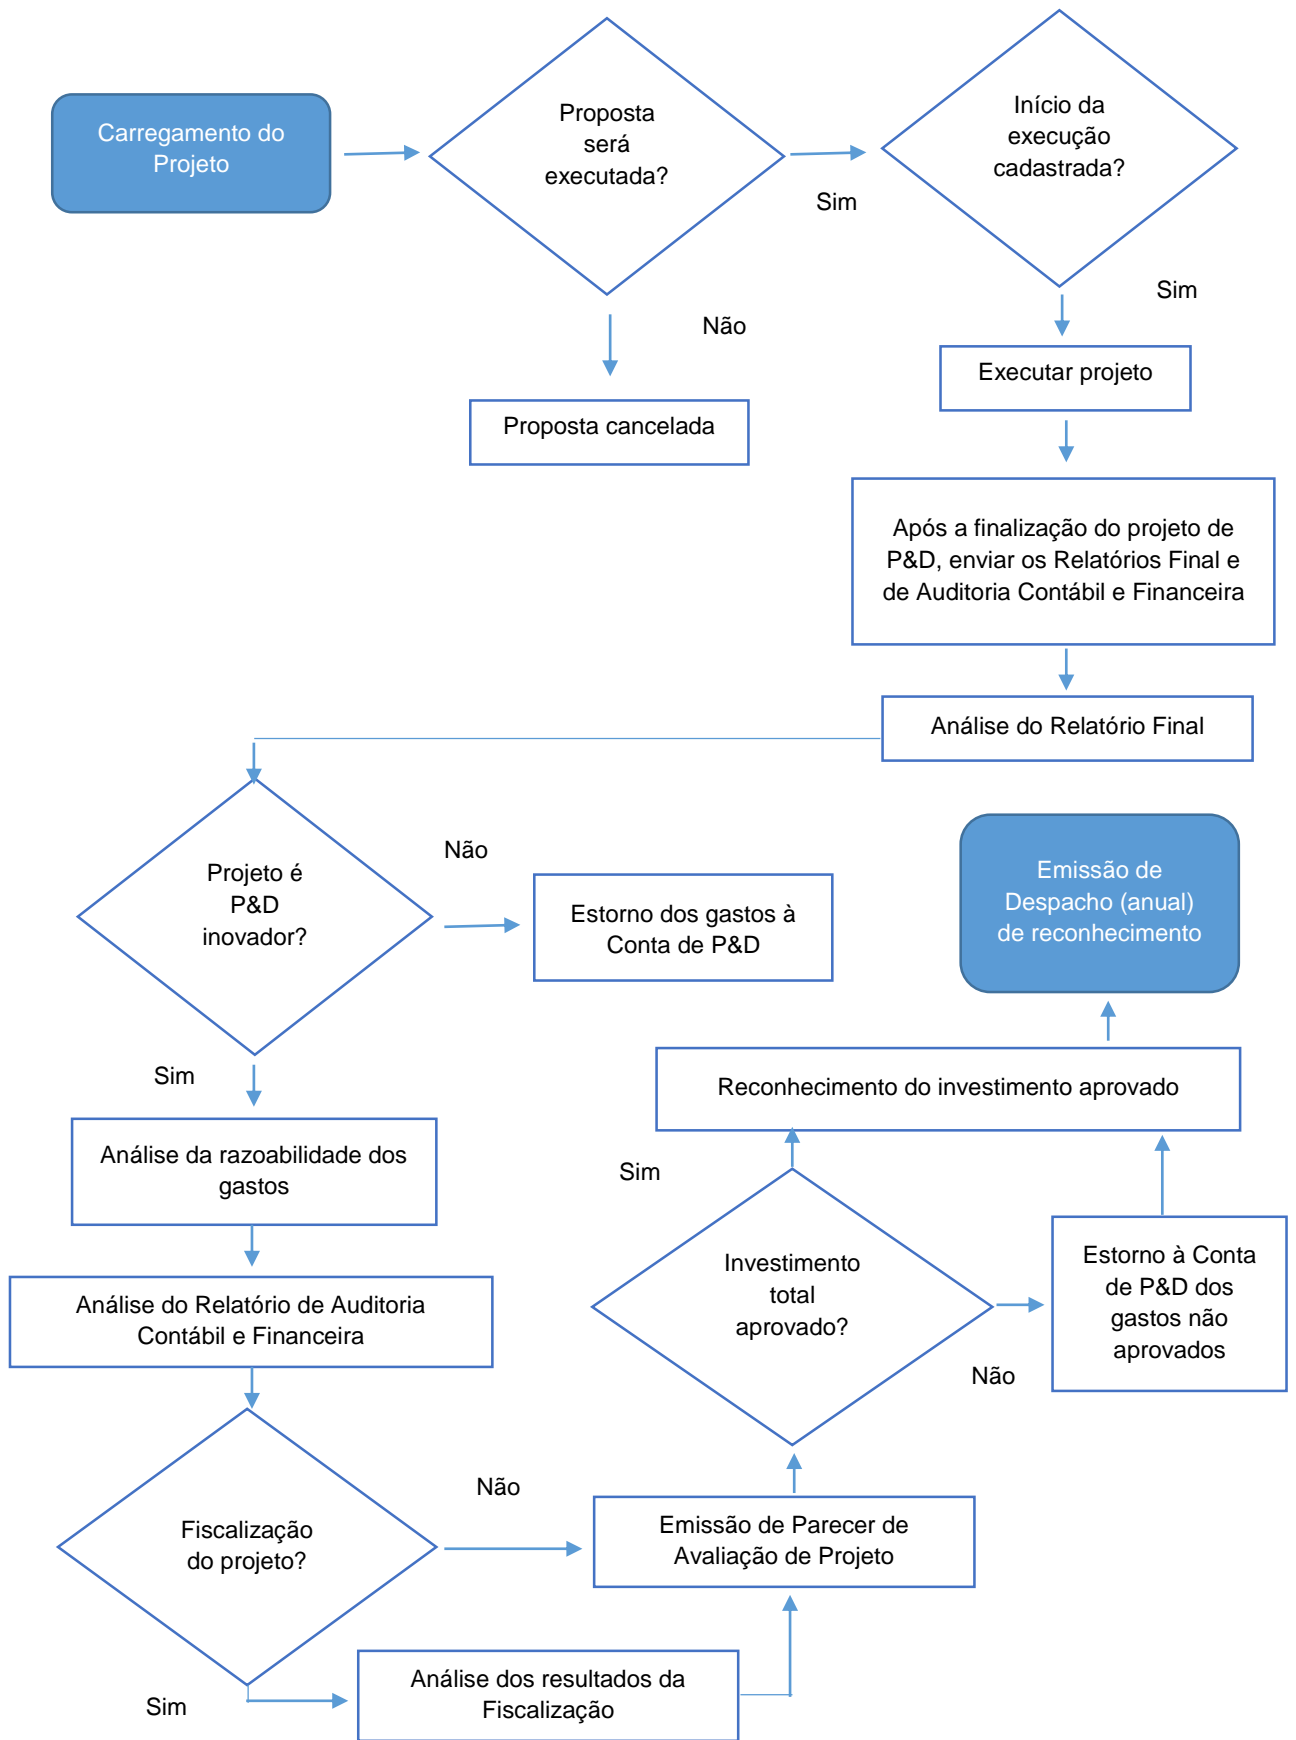 Carregamento do
Projeto
Proposta
será
executada?
Sim
Início da
execução
cadastrada?
Não
Sim
Proposta cancelada
Executar projeto
Após a finalização do projeto de
P&D, enviar os Relatórios Final e
de Auditoria Contábil e Financeira
Análise do Relatório Final
Projeto é
P&D
inovador?
Não
Estorno dos gastos à
Conta de P&D
Sim
Análise da razoabilidade dos
gastos
Análise do Relatório de Auditoria
Contábil e Financeira
Fiscalização
do projeto?
Não
Sim
Análise dos resultados da
Fiscalização
Emissão de Parecer de
Avaliação de Projeto
Investimento
total
aprovado?
Sim
Não
Estorno à Conta
de P&D dos
gastos não
aprovados
Reconhecimento do investimento aprovado
Emissão de
Despacho (anual)
de reconhecimento